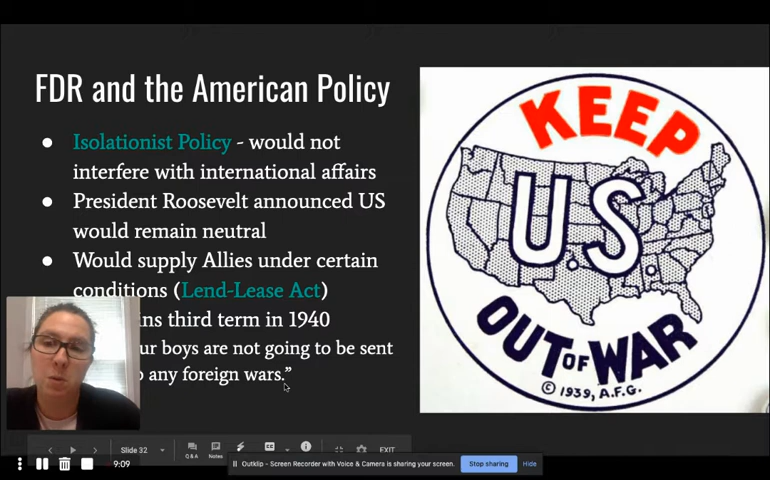 FDR and the American Policy
● Isolationist Policy - would not
interfere with international affairs
● President Roosevelt announced US
would remain neutral
● Would supply Allies under certain
conditions (Lend-Lease Act)
ins third term in 1940
ur boys are not going to be sent
o any foreign wars.”
KEEP
US
OUT OF WAR
© 1939, A.F.G.
Slide 32
Q & A
Notes
EXIT
9:09
Outklip - Screen Recorder with Voice & Camera is sharing your screen.
Stop sharing
Hide